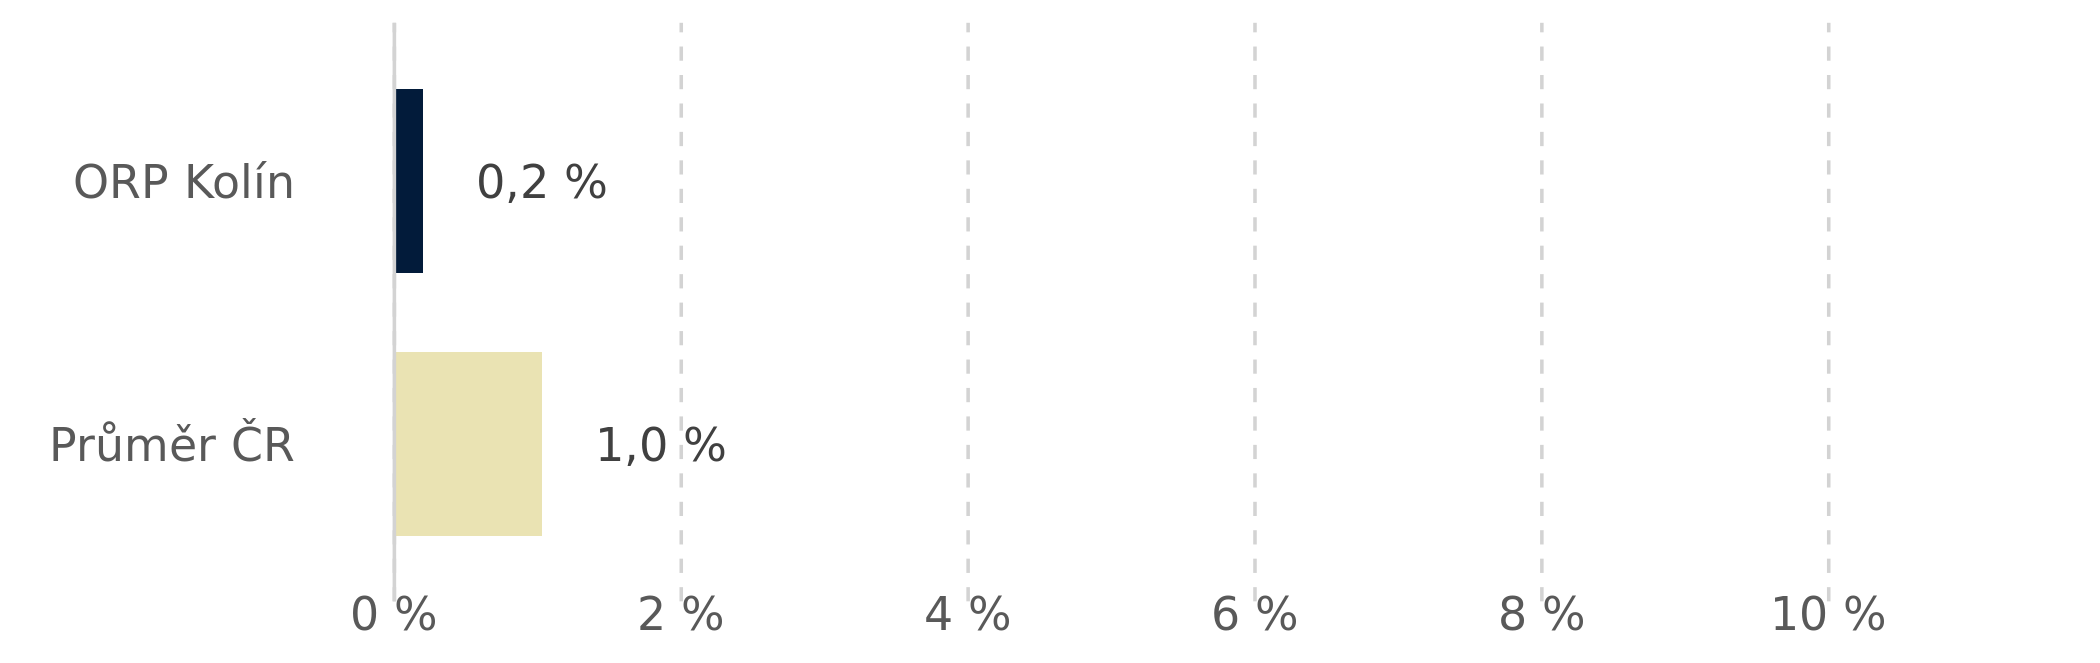 ORP Kolín 0,2 %
Průměr ČR 1,0 %
0 % 2 % 4 % 6 % 8 % 10 %